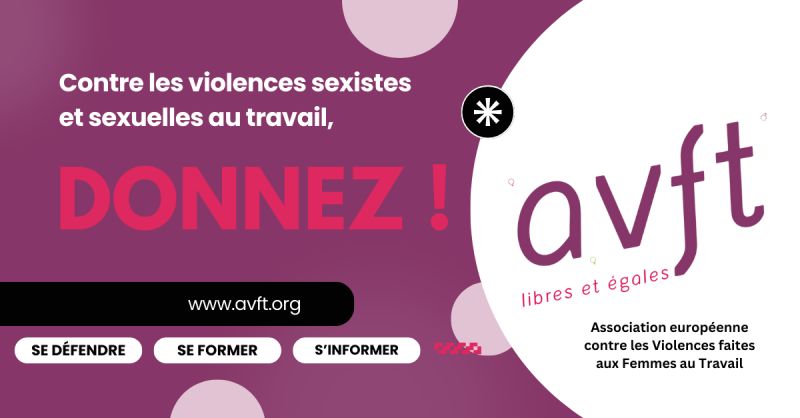 Contre les violences sexistes
et sexuelles au travail,
DONNEZ !
www.avft.org
SE DÉFENDRE
SE FORMER
S'INFORMER
avft
libres et égales
Association européenne
contre les Violences faites
aux Femmes au Travail